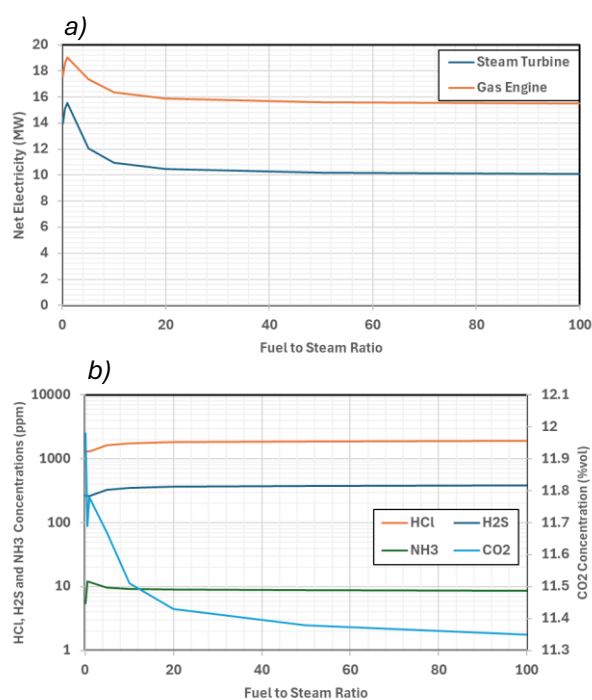 a)
20
18
16
14
12
10
8
6
4
2
0
Net Electricity (MW)
Steam Turbine
Gas Engine
0 20 40 60 80 100
Fuel to Steam Ratio
b)
10000
1000
100
10
1
HCl, H2S and NH3 Concentrations (ppm)
HCl H2S
NH3 CO2
12.1
12
11.9
11.8
11.7
11.6
11.5
11.4
11.3
CO2 Concentration (%vol)
0 20 40 60 80 100
Fuel to Steam Ratio